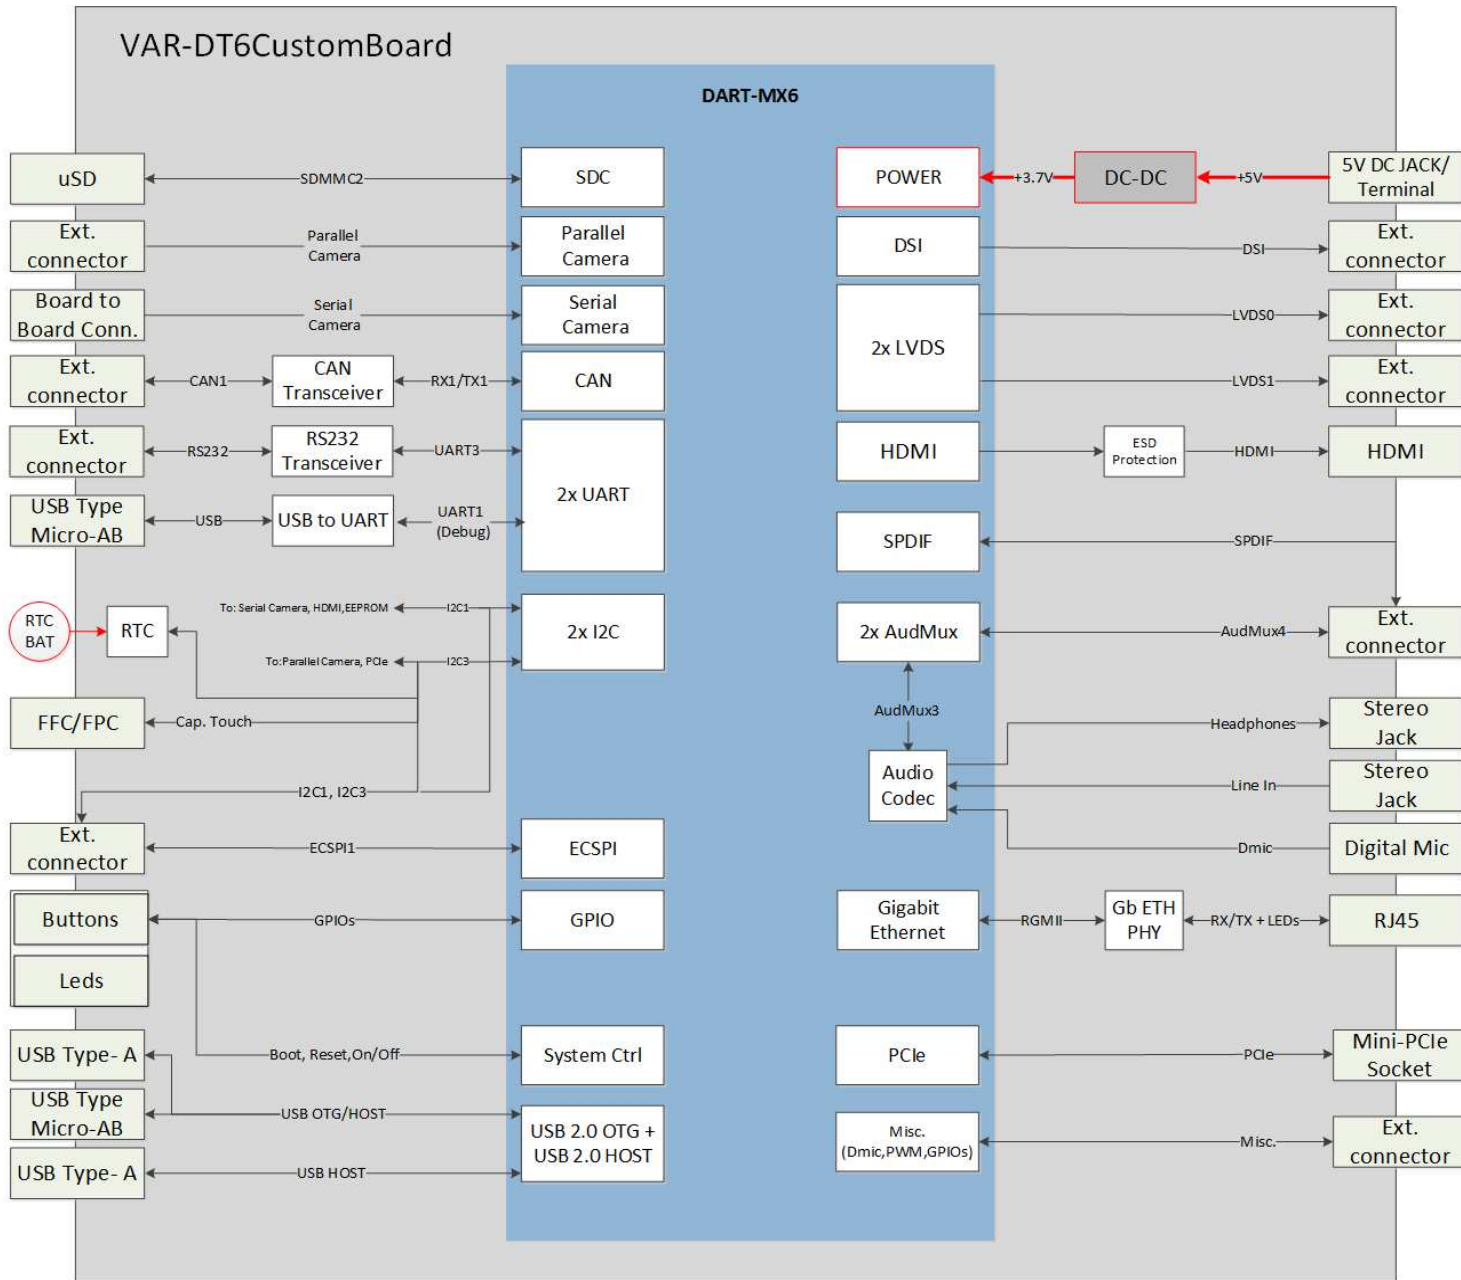 VAR-DT6CustomBoard
DART-MX6
uSD
SDMMC2
SDC
POWER
+3.7V
DC-DC
+5V
5V DC JACK/
Terminal
Ext.
connector
Parallel
Camera
Parallel
Camera
DSI
DSI
Ext.
connector
Board to
Board Conn.
Serial
Camera
Serial
Camera
2x LVDS
LVDS0
Ext.
connector
Ext.
connector
CAN1
CAN
Transceiver
RX1/TX1
CAN
LVDS1
Ext.
connector
Ext.
connector
RS232
RS232
Transceiver
UART3
2x UART
HDMI
ESD
Protection
HDMI
HDMI
USB Type
Micro-AB
USB
USB to UART
UART1
(Debug)
SPDIF
SPDIF
RTC
BAT
RTC
To: Serial Camera, HDMI,EEPROM
I2C1
2x I2C
To:Parallel Camera, PCIe
I2C3
2x AudMux
AudMux4
Ext.
connector
FFC/FPC
Cap. Touch
AudMux3
Headphones
Stereo
Jack
I2C1, I2C3
Audio
Codec
Line In
Stereo
Jack
Ext.
connector
ECSPI1
ECSPI
Dmic
Digital Mic
Buttons
GPIOs
GPIO
Gigabit
Ethernet
RGMII
Gb ETH
PHY
RX/TX + LEDs
RJ45
Leds
USB Type- A
Boot, Reset,On/Off
System Ctrl
PCIe
PCIe
Mini-PCIe
Socket
USB Type
Micro-AB
USB OTG/HOST
USB 2.0 OTG +
USB 2.0 HOST
Misc.
(Dmic,PWM,GPIOs)
Misc.
Ext.
connector
USB Type- A
USB HOST